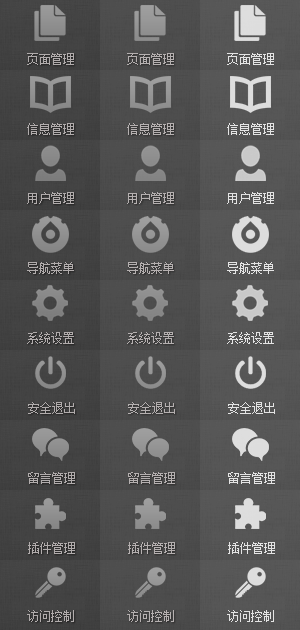 页面管理 页面管理 页面管理
信息管理 信息管理 信息管理
用户管理 用户管理 用户管理
导航菜单 导航菜单 导航菜单
系统设置 系统设置 系统设置
安全退出 安全退出 安全退出
留言管理 留言管理 留言管理
插件管理 插件管理 插件管理
访问控制 访问控制 访问控制